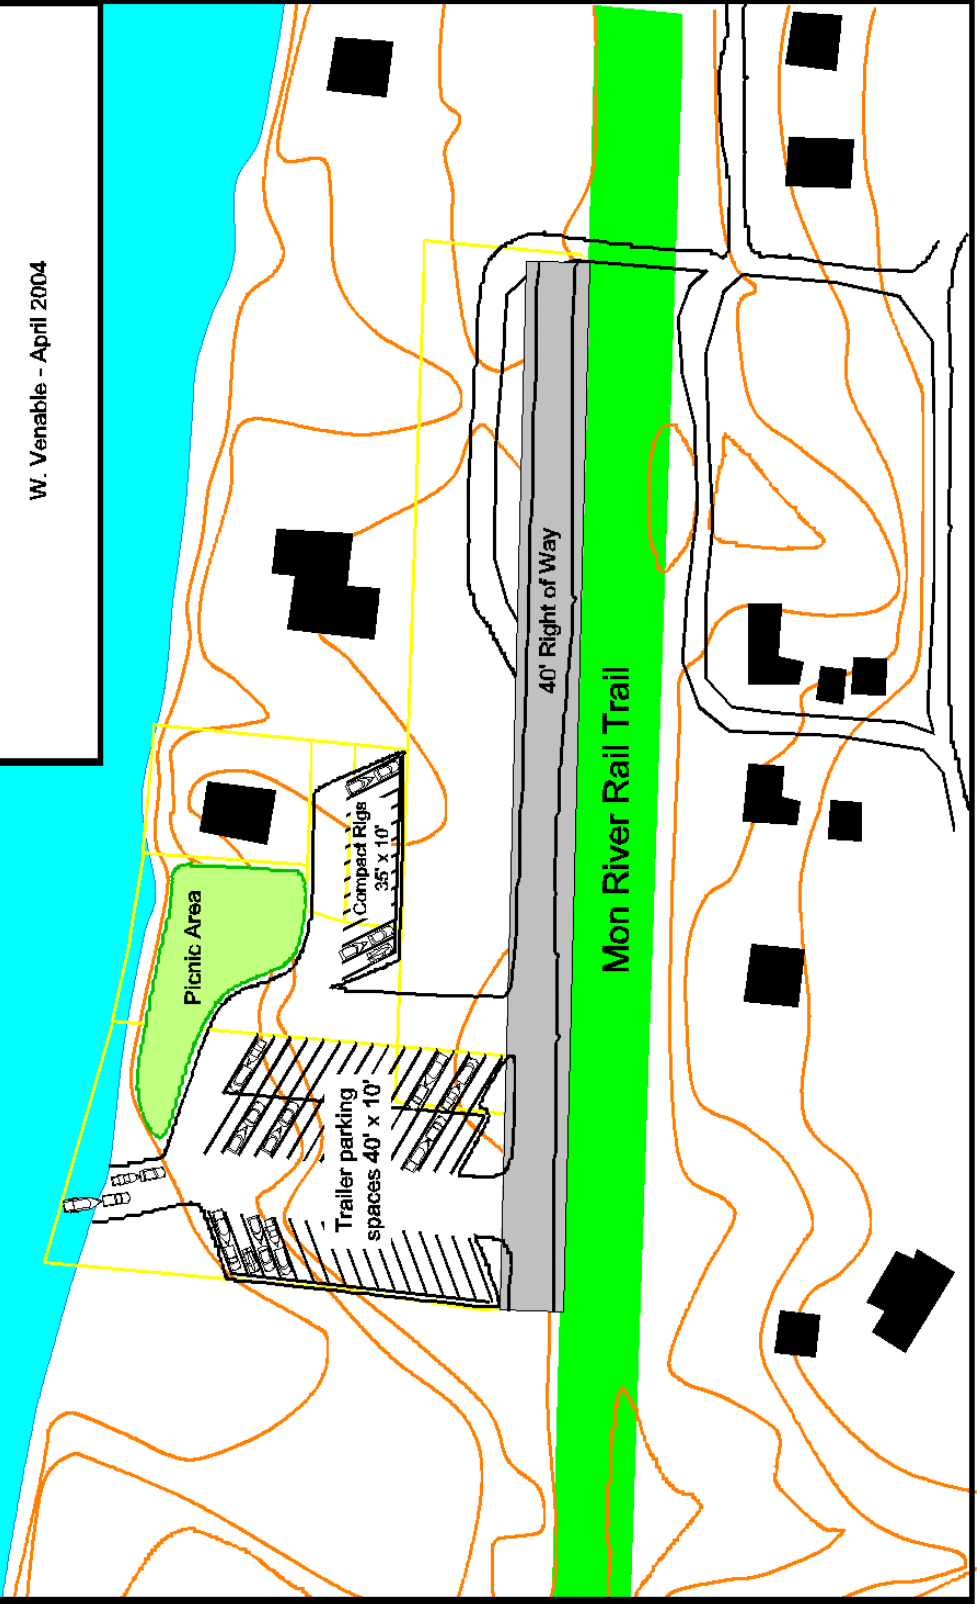 W. Venable - April 2004
Picnic Area
Compact Rigs
35' x 10'
Trailer parking
spaces 40' x 10'
40' Right of Way
Mon River Rail Trail